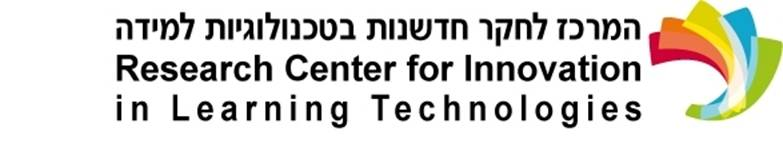 המרכז לחקר חדשנות בטכנולוגיות למידה
Research Center for Innovation
in Learning Technologies